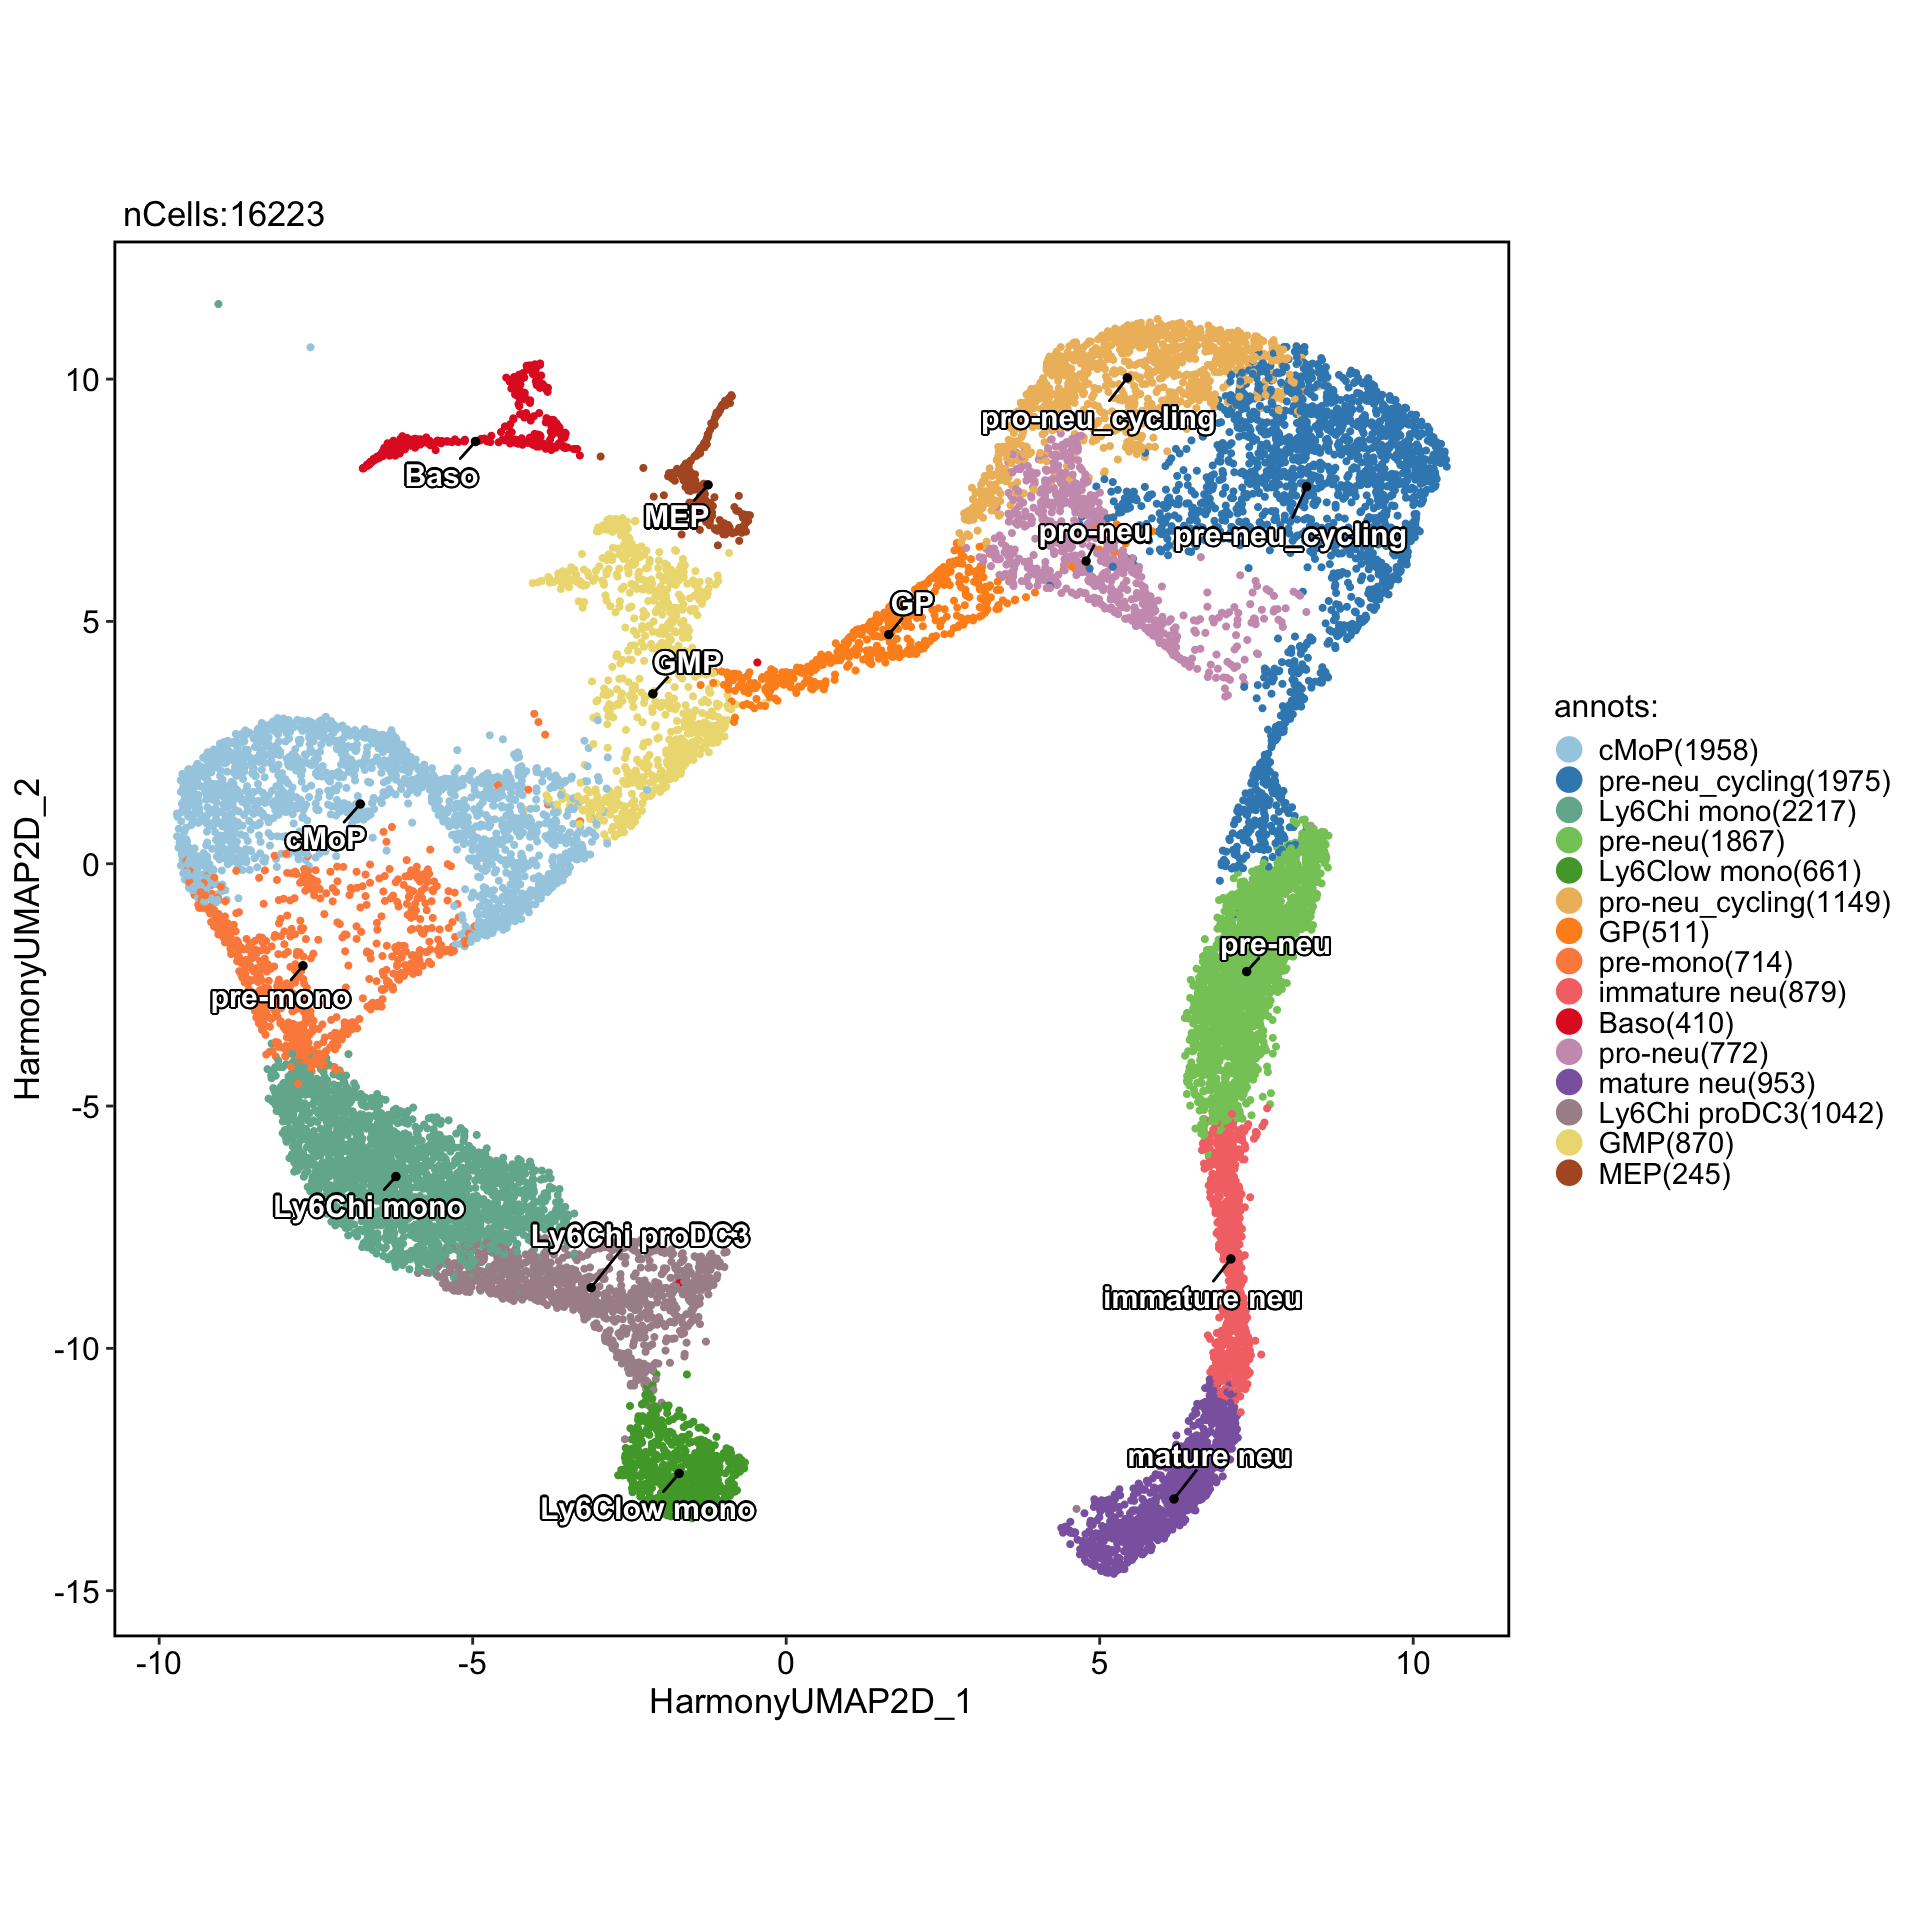 nCells:16223
HarmonyUMAP2D_2
10
5
0
-5
-10
-15
pro-neu_cycling
Baso
MEP
pro-neu
pre-neu_cycling
GP
GMP
cMoP
pre-neu
pre-mono
Ly6Chi mono
Ly6Chi proDC3
immature neu
mature neu
Ly6Clow mono
-10
-5
0
5
10
HarmonyUMAP2D_1
annots:
cMoP(1958)
pre-neu_cycling(1975)
Ly6Chi mono(2217)
pre-neu(1867)
Ly6Clow mono(661)
pro-neu_cycling(1149)
GP(511)
pre-mono(714)
immature neu(879)
Baso(410)
pro-neu(772)
mature neu(953)
Ly6Chi proDC3(1042)
GMP(870)
MEP(245)